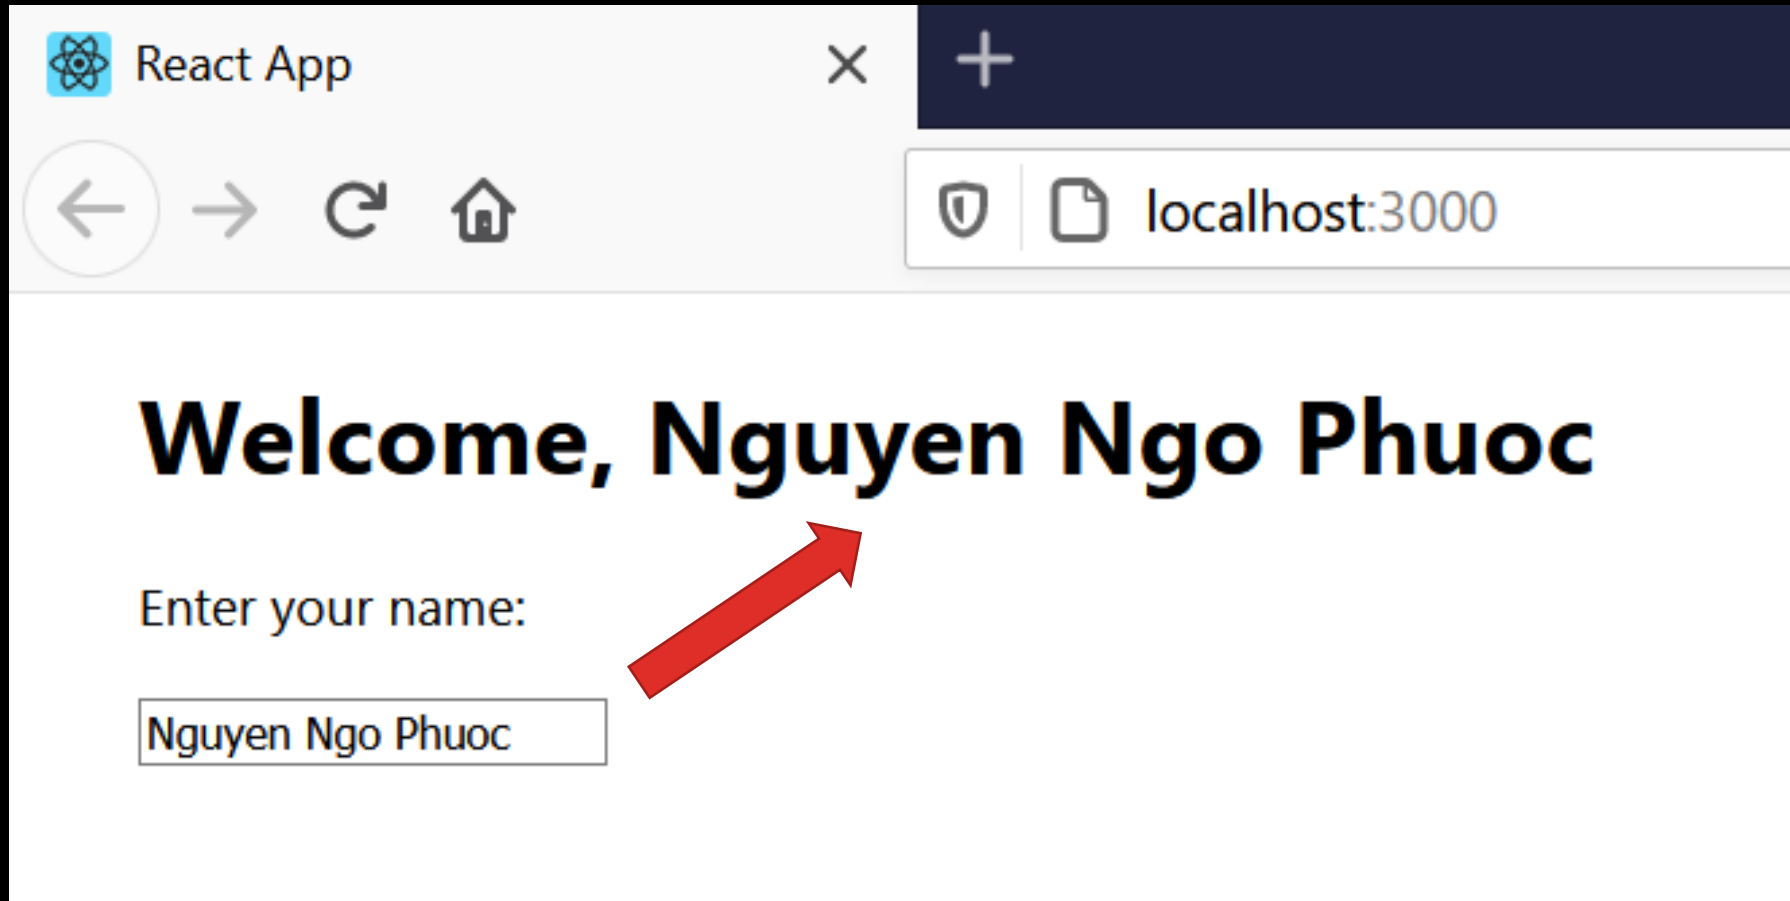 React App
localhost:3000
Welcome, Nguyen Ngo Phuoc
Enter your name:
Nguyen Ngo Phuoc